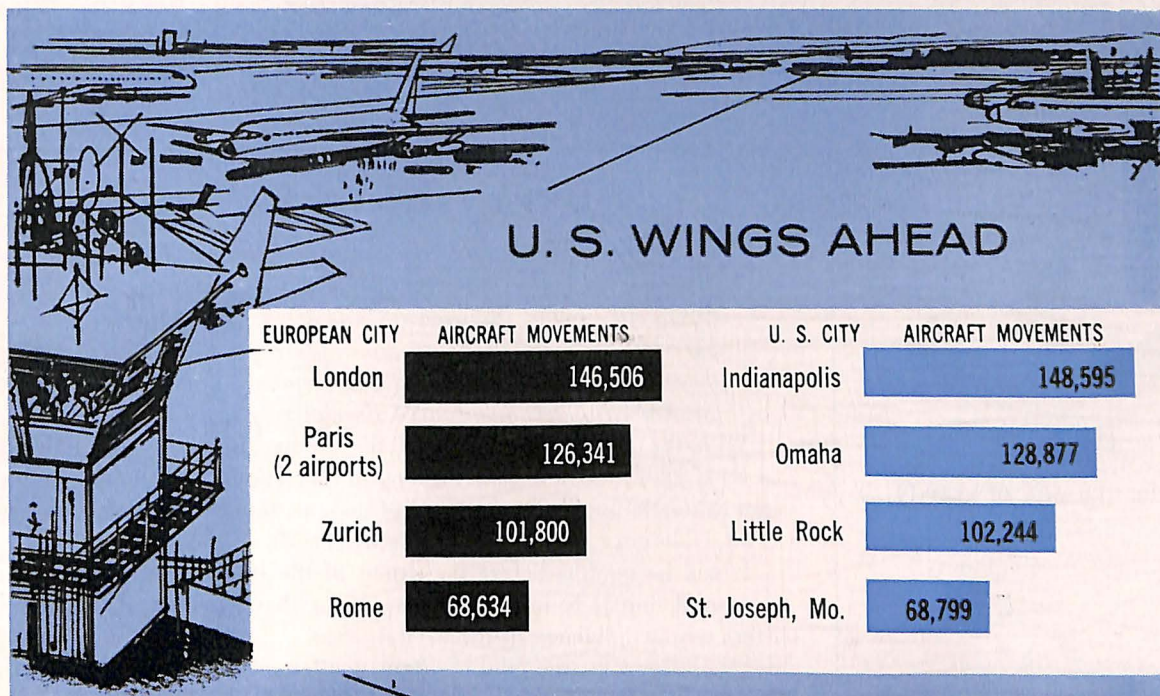 U. S. WINGS AHEAD
EUROPEAN CITY AIRCRAFT MOVEMENTS
London 146,506
Paris
(2 airports) 126,341
Zurich 101,800
Rome 68,634
U. S. CITY AIRCRAFT MOVEMENTS
Indianapolis 148,595
Omaha 128,877
Little Rock 102,244
St. Joseph, Mo. 68,799